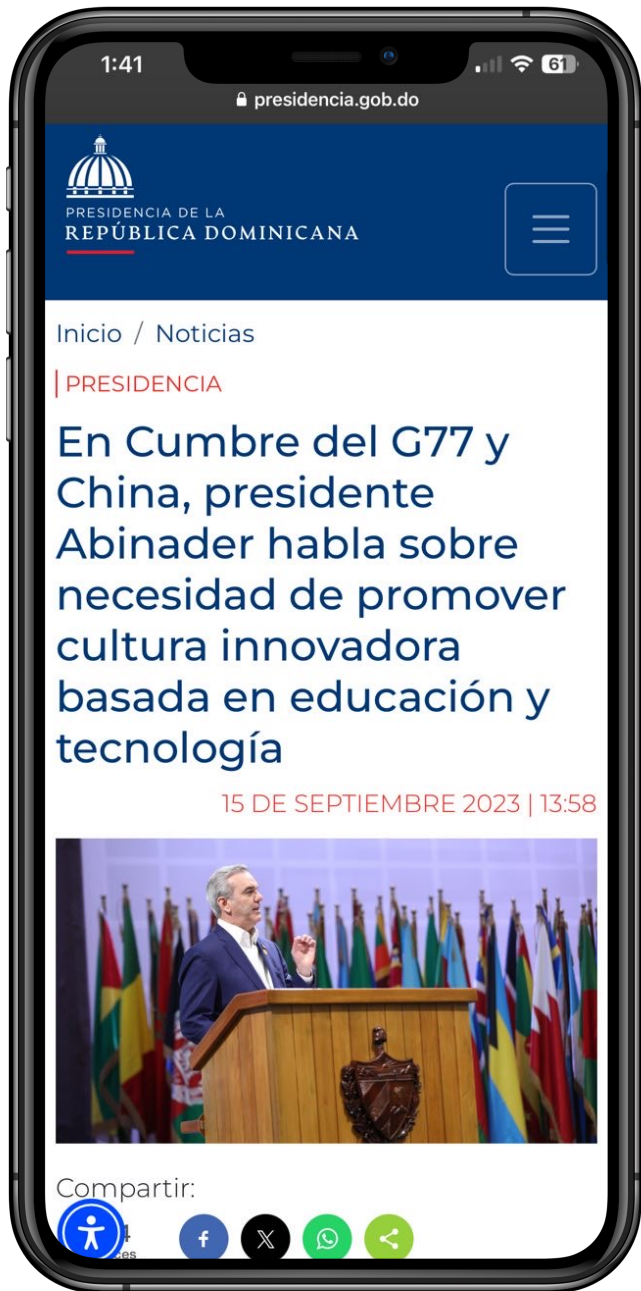 1:41
61
presidencia.gob.do
PRESIDENCIA DE LA
REPÚBLICA DOMINICANA
Inicio / Noticias
PRESIDENCIA
En Cumbre del G77 y
China, presidente
Abinader habla sobre
necesidad de promover
cultura innovadora
basada en educación y
tecnología
15 DE SEPTIEMBRE 2023 | 13:58
Compartir: